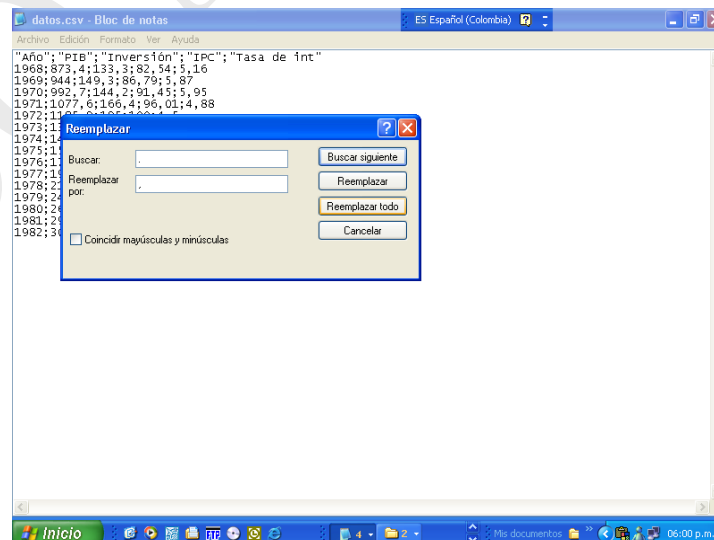 datos.csv - Bloc de notas
ES Español (Colombia)
Archivo Edición Formato Ver Ayuda
"Año";"PIB";"Inversión";"IPC";"Tasa de int"
1968;873,4;133,3;82,54;5,16
1969;944;149,3;86,79;5,87
1970;992,7;144,2;91,45;5,95
1971;1077,6;166,4;96,01;4,88
1972;
1973;1
1974;1
1975;1
1976;1
1977;1
1978;2
1979;2
1980;2
1981;2
1982;3
Reemplazar
Buscar: .
Buscar siguiente
Reemplazar por: ,
Reemplazar
Reemplazar todo
Coincidir mayúsculas y minúsculas
Cancelar
Inicio
FTP
4
2
Mis documentos
06:00 p.m.